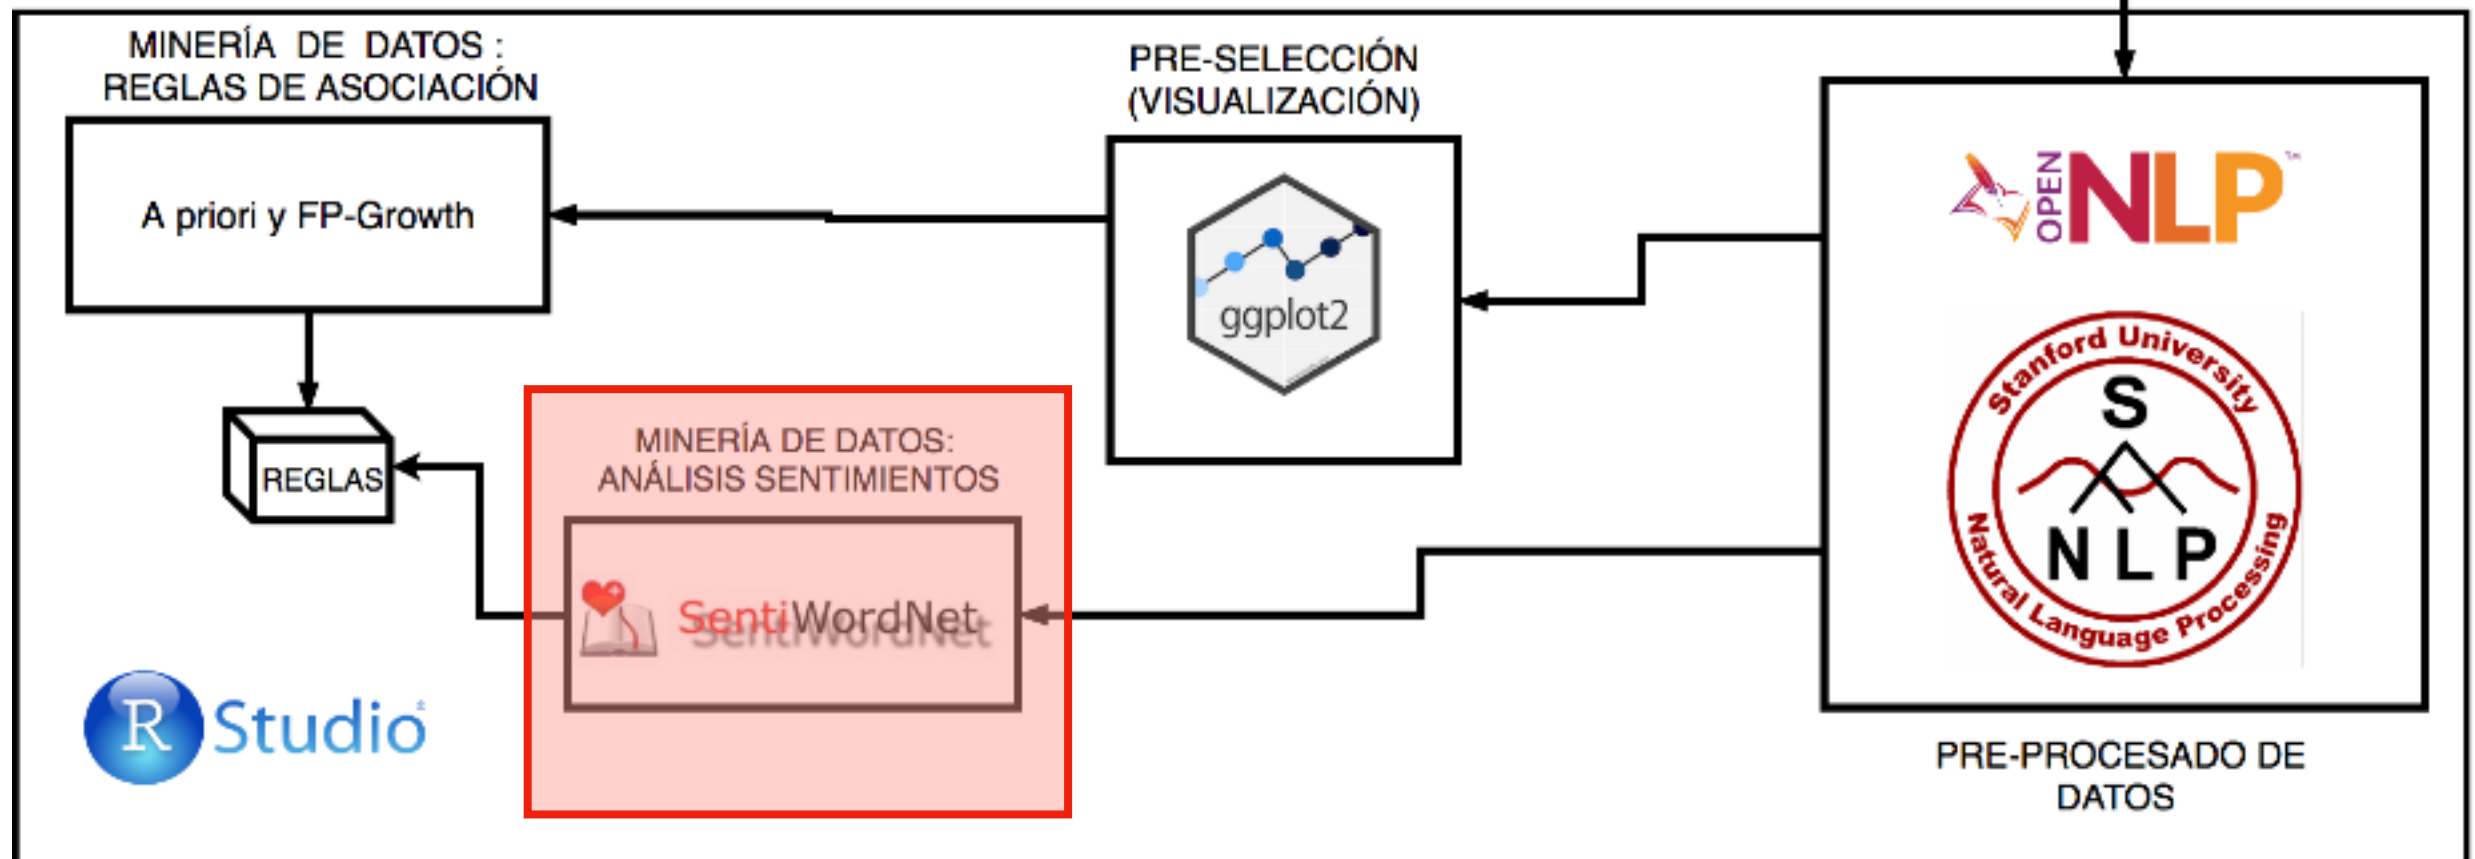 MINERÍA DE DATOS :
REGLAS DE ASOCIACIÓN
A priori y FP-Growth
PRE-SELECCIÓN
(VISUALIZACIÓN)
ggplot2
OPEN NLP™
Stanford University
S
NLP
Natural Language Processing
PRE-PROCESADO DE
DATOS
REGLAS
MINERÍA DE DATOS:
ANÁLISIS SENTIMIENTOS
SentiWordNet
R Studio